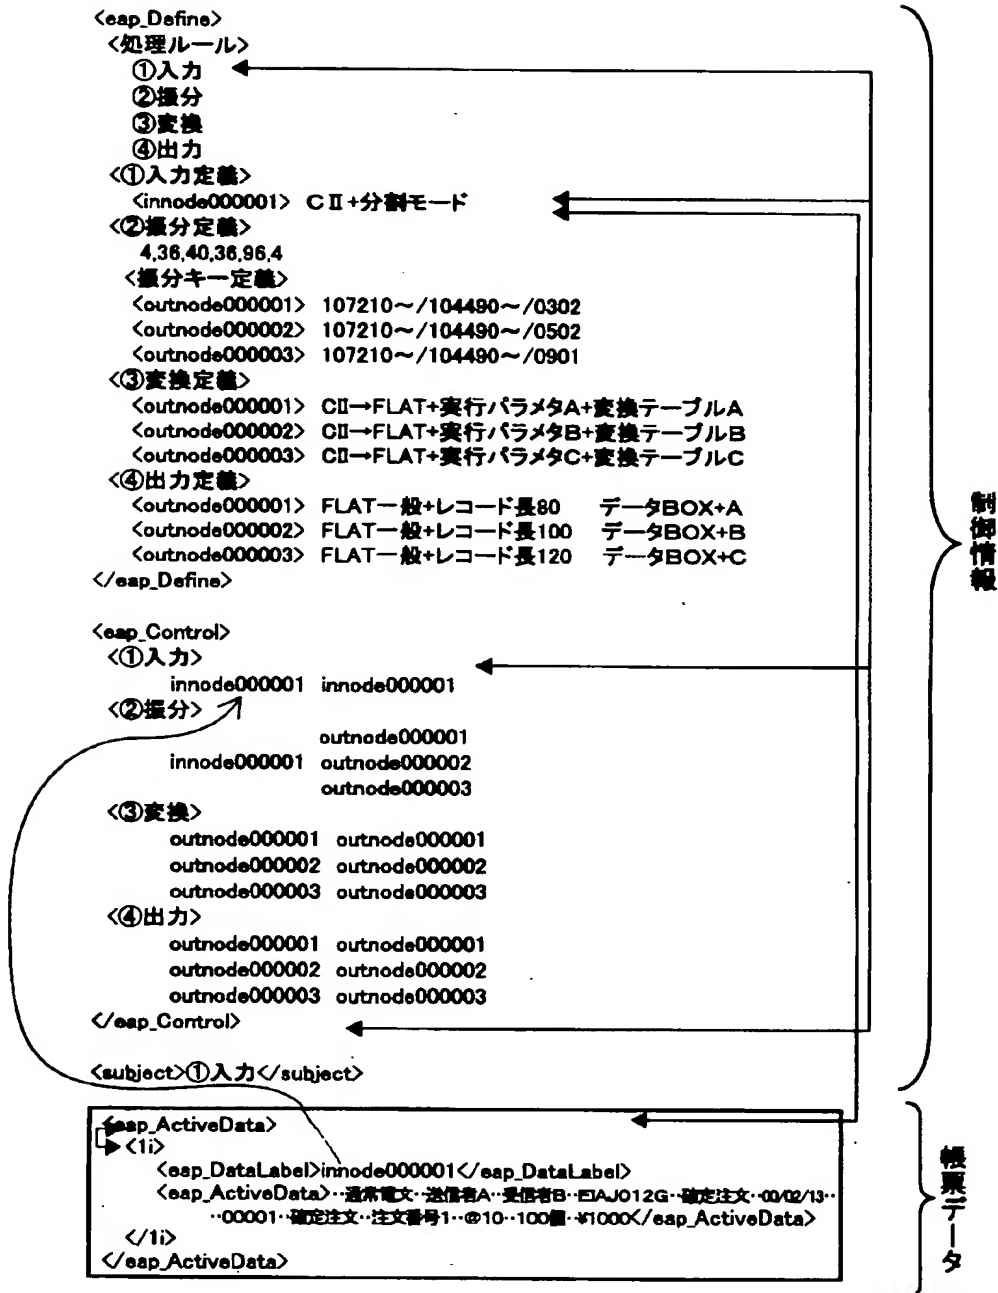 <eap_Define>
<処理ルール>
①入力
②振分
③変換
④出力
<①入力定義>
<innode000001> CⅡ+分割モード
<②振分定義>
4,36,40,36,96,4
<振分キー定義>
<outnode000001> 107210～/104490～/0302
<outnode000002> 107210～/104490～/0502
<outnode000003> 107210～/104490～/0901
<③変換定義>
<outnode000001> CⅡ→FLAT+実行パラメタA+変換テーブルA
<outnode000002> CⅡ→FLAT+実行パラメタB+変換テーブルB
<outnode000003> CⅡ→FLAT+実行パラメタC+変換テーブルC
<④出力定義>
<outnode000001> FLAT一般+レコード長80 データBOX+A
<outnode000002> FLAT一般+レコード長100 データBOX+B
<outnode000003> FLAT一般+レコード長120 データBOX+C
</eap_Define>
制御情報
<eap_Control>
<①入力>
innode000001 innode000001
<②振分>
outnode000001
innode000001 outnode000002
outnode000003
<③変換>
outnode000001 outnode000001
outnode000002 outnode000002
outnode000003 outnode000003
<④出力>
outnode000001 outnode000001
outnode000002 outnode000002
outnode000003 outnode000003
</eap_Control>
<subject>①入力</subject>
<eap_ActiveData>
<1i>
<eap_DataLabel>innode000001</eap_DataLabel>
<eap_ActiveData>‥通常電文‥送信者A‥受信者B‥EIAJ012G‥確定注文‥00/02/13‥
‥00001‥確定注文‥注文番号1‥@10‥100個‥¥1000</eap_ActiveData>
</1i>
</eap_ActiveData>
帳票データ